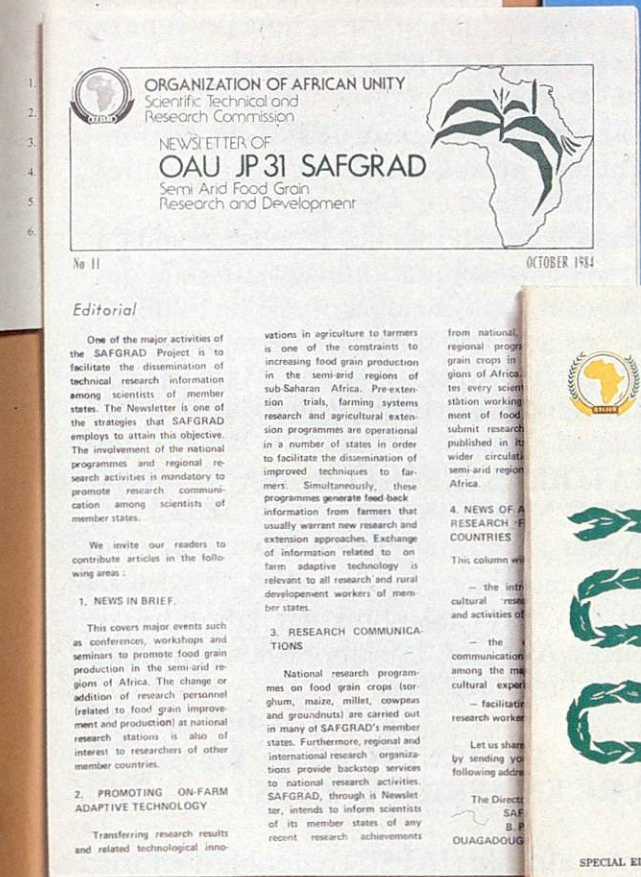 1.
2.
3.
4.
5.
6.
ORGANIZATION OF AFRICAN UNITY
Scientific Technical and
Research Commission
NEWSLETTER OF
OAU JP 31 SAFGRAD
Semi Arid Food Grain
Research and Development
No 11
OCTOBER 1984
Editorial
One of the major activities of
the SAFGRAD Project is to
facilitate the dissemination of
technical research information
among scientists of member
states. The Newsletter is one of
the strategies that SAFGRAD
employs to attain this objective.
The involvement of the national
programmes and regional re-
search activities is mandatory to
promote research communi-
cation among scientists of
member states.
We invite our readers to
contribute articles in the follo-
wing areas :
1. NEWS IN BRIEF.
This covers major events such
as conferences, workshops and
seminars to promote food grain
production in the semi-arid re-
gions of Africa. The change or
addition of research personnel
(related to food grain improve-
ment and production) at national
research stations is also of
interest to researchers of other
member countries.
2. PROMOTING ON-FARM
ADAPTIVE TECHNOLOGY
Transferring research results
and related technological inno-
vations in agriculture to farmers
is one of the constraints to
increasing food grain production
in the semi-arid regions of
sub-Saharan Africa. Pre-exten-
sion trials, farming systems
research and agricultural exten-
sion programmes are operational
in a number of states in order
to facilitate the dissemination of
improved techniques to far-
mers. Simultaneously, these
programmes generate feed-back
information from farmers that
usually warrant new research and
extension approaches. Exchange
of information related to on
farm adaptive technology is
relevant to all research and rural
developement workers of mem-
ber states.
3. RESEARCH COMMUNICA-
TIONS
National research program-
mes on food grain crops (sor-
ghum, maize, millet, cowpeas
and groundnuts) are carried out
in many of SAFGRAD's member
states. Furthermore, regional and
international research organiza-
tions provide backstop services
to national research activities.
SAFGRAD, through is Newslet-
ter, intends to inform scientists
of its member states of any
recent research achievements
from national,
regional progr
grain crops in
gions of Africa.
tes every scient
station working
ment of food
submit research
published in its
wider circulati
semi-arid region
Africa.
4. NEWS OF A
RESEARCH F
COUNTRIES
This column wi
– the intr
cultural rese
and activities of
– the
communication
among the ma
cultural experi
– facilitatin
research worker
Let us share
by sending yo
following addre
The Directo
SAF
B. P
OUAGADOUG
SPECIAL EI